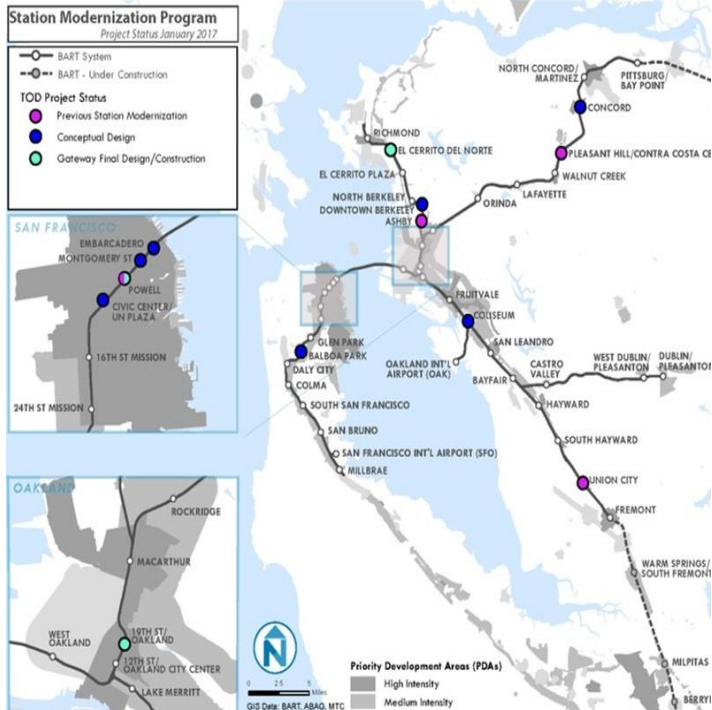 Station Modernization Program
Project Status January 2017
BART System
BART - Under Construction
TOD Project Status
Previous Station Modernization
Conceptual Design
Gateway Final Design/Construction
NORTH CONCORD/
MARTINEZ
PITTSBURG/
BAY POINT
CONCORD
RICHMOND
EL CERRITO DEL NORTE
PLEASANT HILL/CONTRA COSTA CE
EL CERRITO PLAZA
WALNUT CREEK
LAFAYETTE
NORTH BERKELEY
ORINDA
DOWNTOWN BERKELEY
ASHBY
SAN FRANCISCO
EMBARCADERO
MONTGOMERY ST
POWELL
CIVIC CENTER/
UN PLAZA
16TH ST MISSION
24TH ST MISSION
FRUITVALE
COLISEUM
GLEN PARK
BALBOA PARK
SAN LEANDRO
DALY CITY
OAKLAND INT'L
AIRPORT (OAK)
CASTRO
VALLEY
WEST DUBLIN/
PLEASANTON
DUBLIN/
PLEASANTON
COLMA
BAYFAIR
SOUTH SAN FRANCISCO
HAYWARD
SAN BRUNO
SOUTH HAYWARD
SAN FRANCISCO INT'L AIRPORT (SFO)
MILLBRAE
UNION CITY
FREMONT
OAKLAND
ROCKRIDGE
MACARTHUR
WEST
OAKLAND
19TH ST/
OAKLAND
12TH ST/
OAKLAND CITY CENTER
LAKE MERRITT
WARM SPRINGS/
SOUTH FREMONT
MILPITAS
BERRYE
N
0 2.5 5
Miles
GIS Data: BART, ABAG, MTC
Priority Development Areas (PDAs)
High Intensity
Medium Intensity